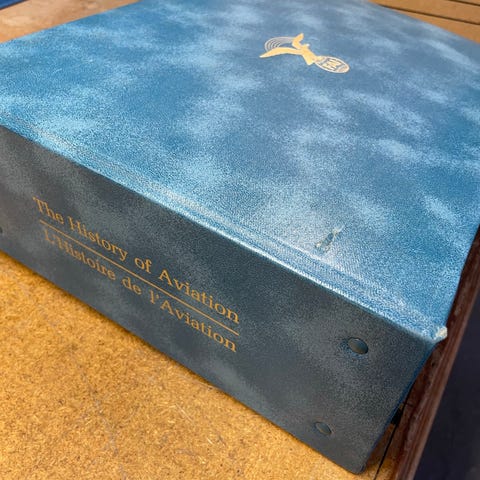 The History of Aviation
L'Histoire de l'Aviation